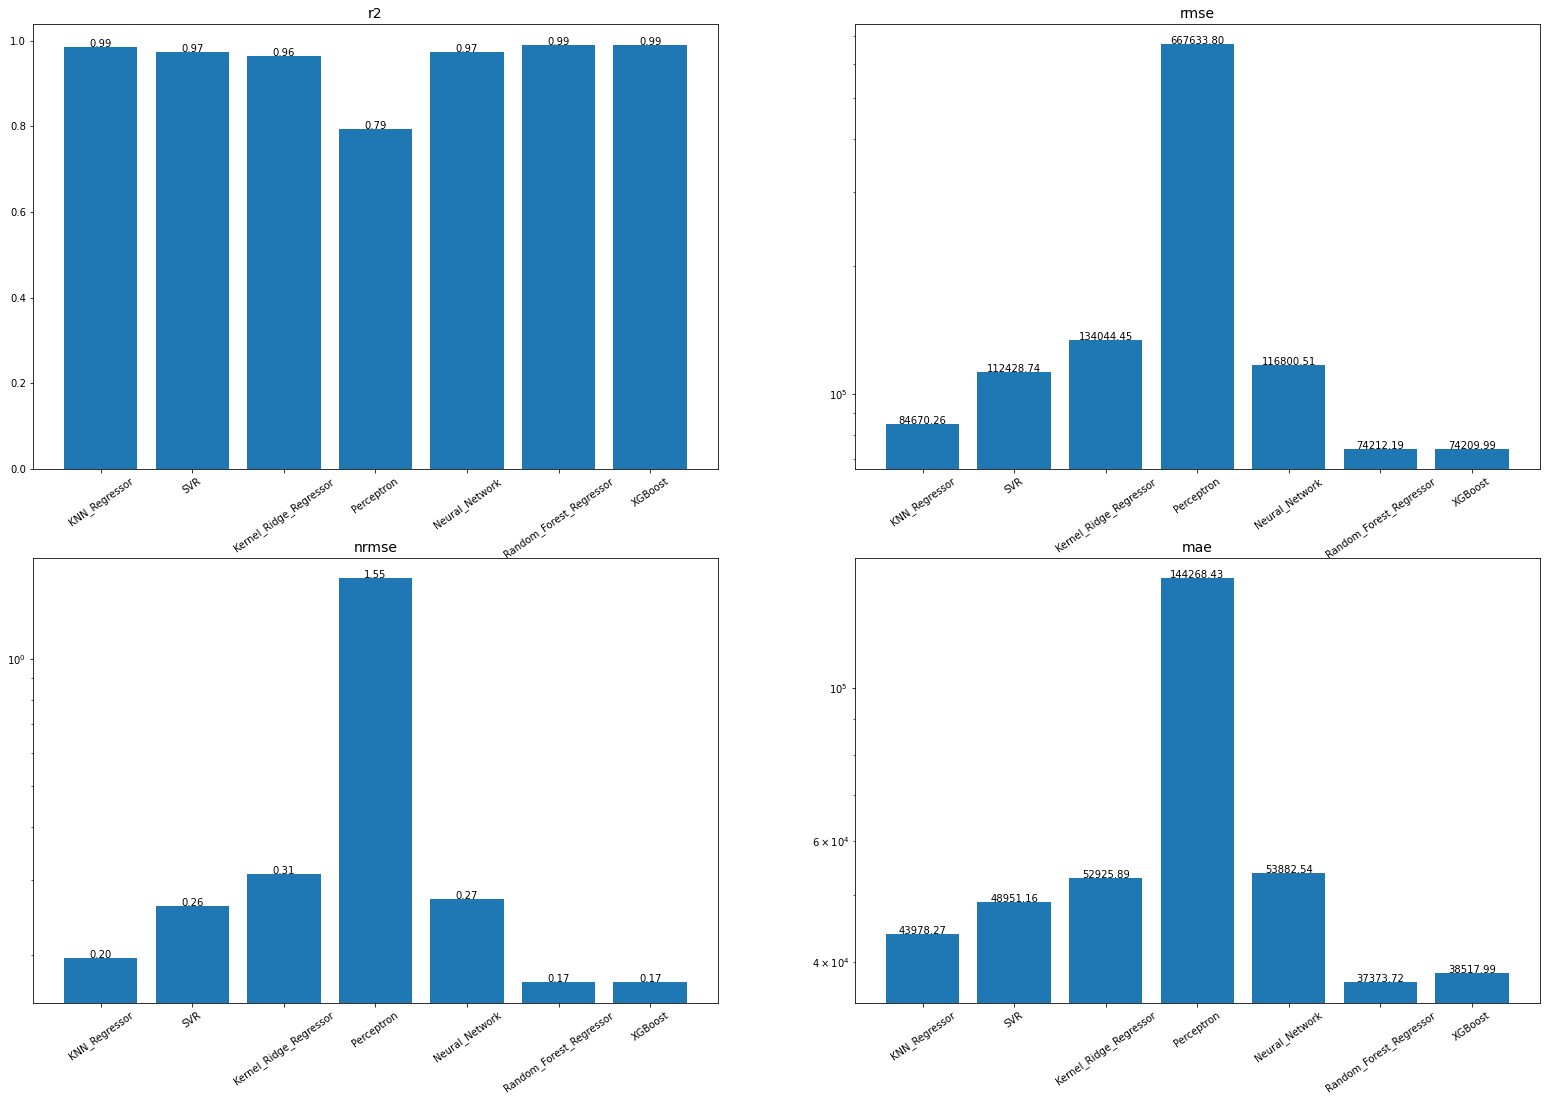 r2
1.0
0.8
0.6
0.4
0.2
0.0
0.99
0.97
0.96
0.79
0.97
0.99
0.99
KNN_Regressor
SVR
Kernel_Ridge_Regressor
Perceptron
Neural_Network
Random_Forest_Regressor
XGBoost
rmse
10⁵
84670.26
112428.74
134044.45
667633.80
116800.51
74212.19
74209.99
KNN_Regressor
SVR
Kernel_Ridge_Regressor
Perceptron
Neural_Network
Random_Forest_Regressor
XGBoost
nrmse
10⁰
0.20
0.26
0.31
1.55
0.27
0.17
0.17
KNN_Regressor
SVR
Kernel_Ridge_Regressor
Perceptron
Neural_Network
Random_Forest_Regressor
XGBoost
mae
10⁵
6 × 10⁴
4 × 10⁴
43978.27
48951.16
52925.89
144268.43
53882.54
37373.72
38517.99
KNN_Regressor
SVR
Kernel_Ridge_Regressor
Perceptron
Neural_Network
Random_Forest_Regressor
XGBoost